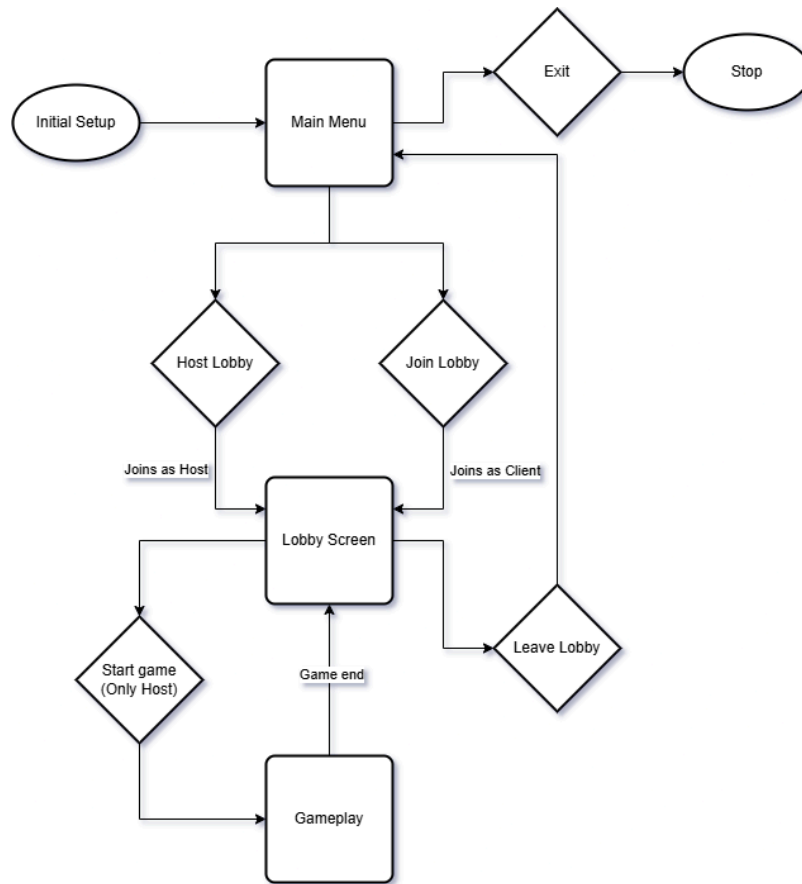 Exit
Stop
Initial Setup
Main Menu
Host Lobby
Join Lobby
Joins as Host
Joins as Client
Lobby Screen
Start game
(Only Host)
Game end
Leave Lobby
Gameplay